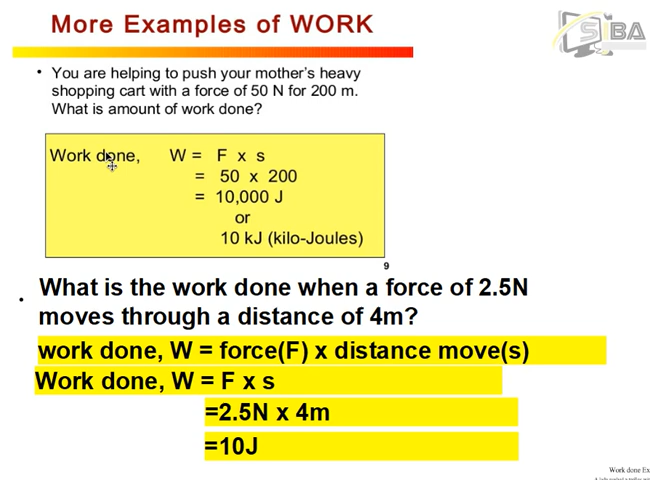 More Examples of WORK
SIBA
• You are helping to push your mother's heavy
shopping cart with a force of 50 N for 200 m.
What is amount of work done?
Work done, W = F x s
= 50 x 200
= 10,000 J
or
10 kJ (kilo-Joules)
9
• What is the work done when a force of 2.5N
moves through a distance of 4m?
work done, W = force(F) x distance move(s)
Work done, W = F x s
=2.5N x 4m
=10J
Work done Ex